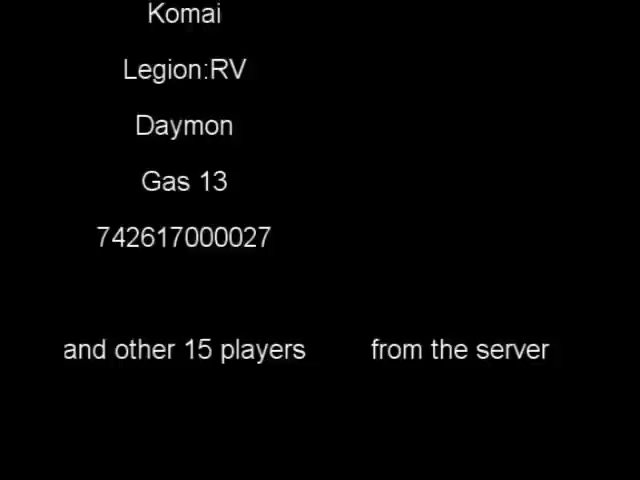 Komai
Legion:RV
Daymon
Gas 13
742617000027
and other 15 players from the server